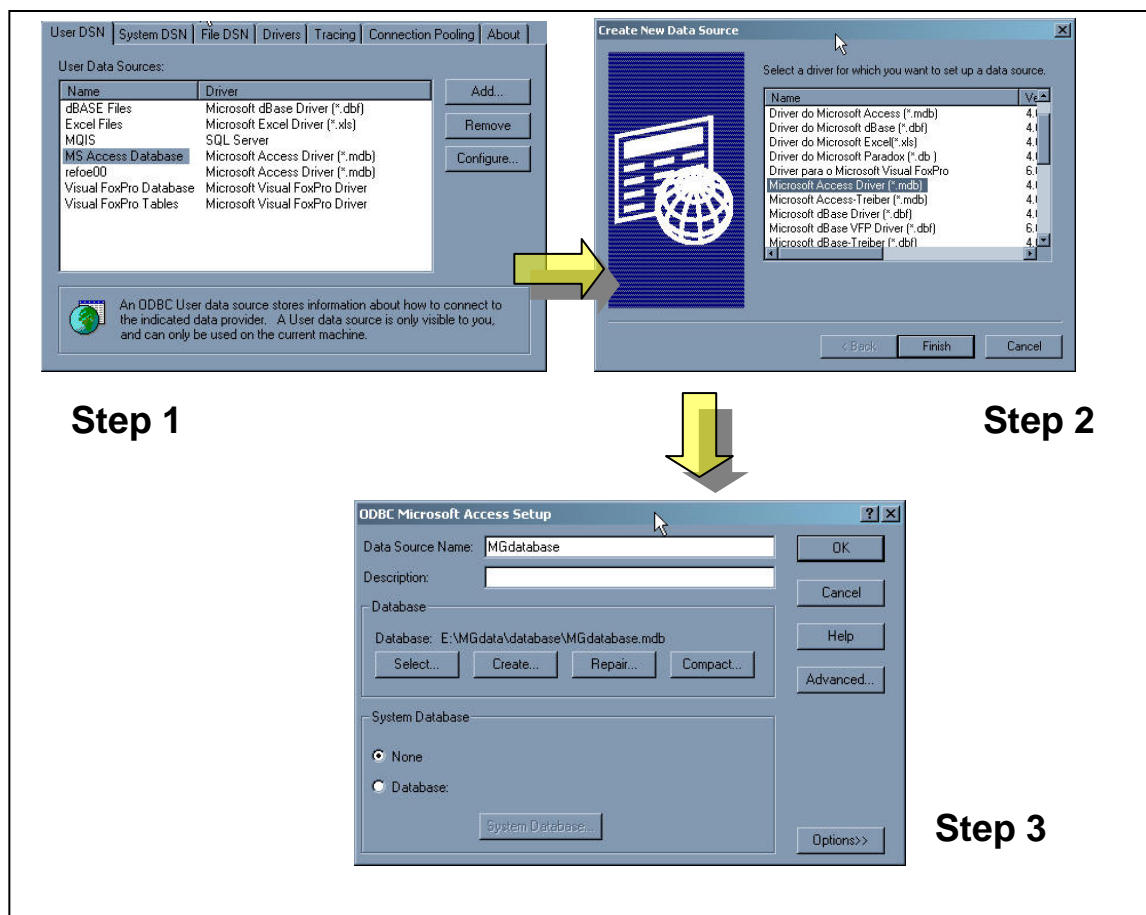 User DSN System DSN File DSN Drivers Tracing Connection Pooling About
User Data Sources:
Name Driver
dBASE Files Microsoft dBase Driver (*.dbf)
Excel Files Microsoft Excel Driver (*.xls)
MQIS SQL Server
MS Access Database Microsoft Access Driver (*.mdb)
refoe00 Microsoft Access Driver (*.mdb)
Visual FoxPro Database Microsoft Visual FoxPro Driver
Visual FoxPro Tables Microsoft Visual FoxPro Driver
Add...
Remove
Configure...
An ODBC User data source stores information about how to connect to
the indicated data provider. A User data source is only visible to you,
and can only be used on the current machine.
Step 1
Create New Data Source
Select a driver for which you want to set up a data source.
Name
Driver do Microsoft Access (*.mdb) 4.
Driver do Microsoft dBase (*.dbf) 4.
Driver do Microsoft Excel(*.xls) 4.
Driver do Microsoft Paradox (*.db ) 4.
Driver para o Microsoft Visual FoxPro 6.
Microsoft Access Driver (*.mdb) 4.
Microsoft Access-Treiber (*.mdb) 4.
Microsoft dBase Driver (*.dbf) 4.
Microsoft dBase VFP Driver (*.dbf) 6.
Microsoft dBase-Treiber (*.dbf) 4.
< Back Finish Cancel
Step 2
ODBC Microsoft Access Setup
Data Source Name: MGdatabase
Description:
Database
Database: E:\MGdata\database\MGdatabase.mdb
Select... Create... Repair... Compact...
System Database
None
Database:
System Database...
OK
Cancel
Help
Advanced...
Options>>
Step 3